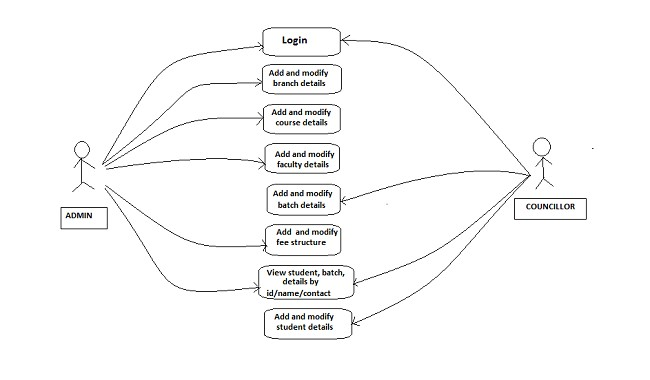 Login
Add and modify
branch details
Add and modify
course details
Add and modify
faculty details
Add and modify
batch details
Add and modify
fee structure
View student, batch,
details by
id/name/contact
Add and modify
student details
ADMIN
COUNCILLOR